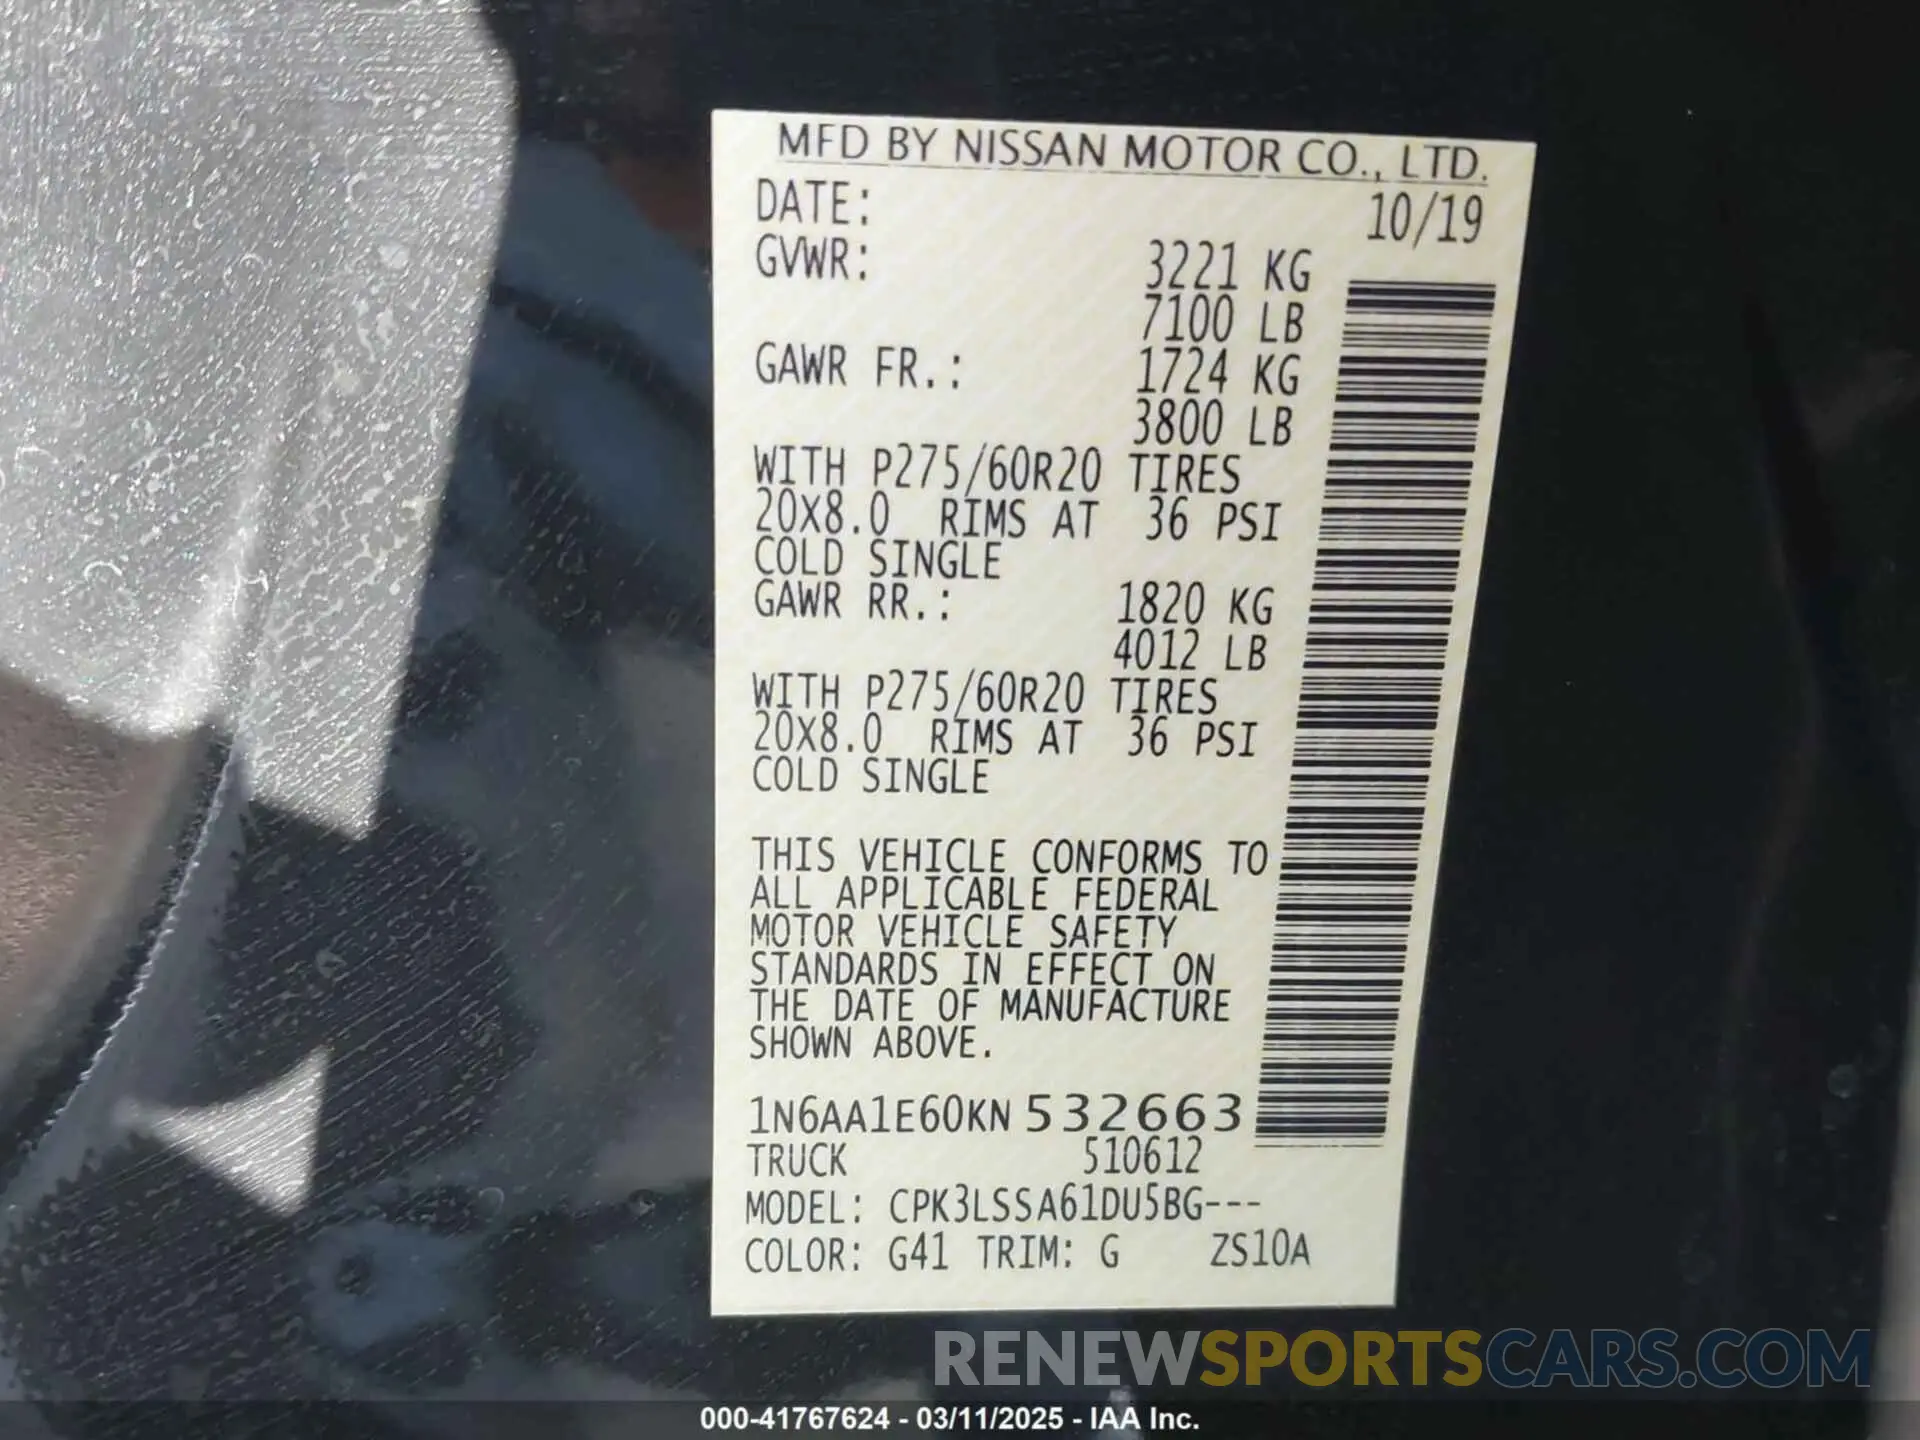 MFD BY NISSAN MOTOR CO., LTD.
DATE: 10/19
GVWR: 3221 KG
7100 LB
GAWR FR.: 1724 KG
3800 LB
WITH P275/60R20 TIRES
20X8.0 RIMS AT 36 PSI
COLD SINGLE
GAWR RR.: 1820 KG
4012 LB
WITH P275/60R20 TIRES
20X8.0 RIMS AT 36 PSI
COLD SINGLE
THIS VEHICLE CONFORMS TO
ALL APPLICABLE FEDERAL
MOTOR VEHICLE SAFETY
STANDARDS IN EFFECT ON
THE DATE OF MANUFACTURE
SHOWN ABOVE.
1N6AA1E60KN532663
TRUCK 510612
MODEL: CPK3LSSA61DU5BG---
COLOR: G41 TRIM: G ZS10A
RENEWSPORTSCARS.COM
000-41767624 - 03/11/2025 - IAA Inc.